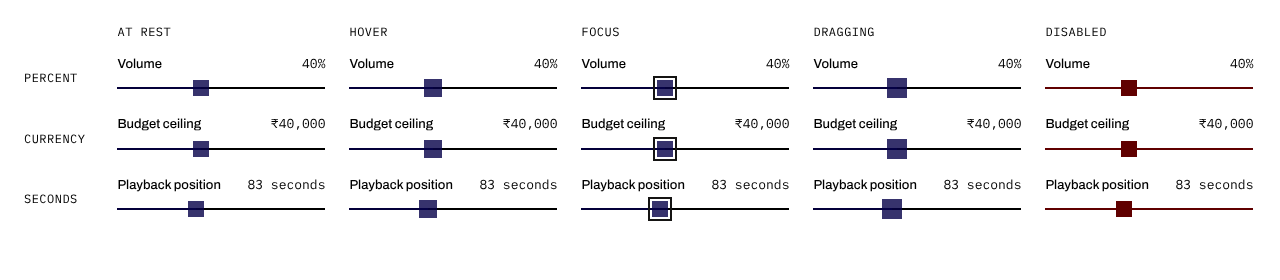 AT REST HOVER FOCUS DRAGGING DISABLED
PERCENT
Volume 40% Volume 40% Volume 40% Volume 40% Volume 40%
CURRENCY
Budget ceiling ₹40,000 Budget ceiling ₹40,000 Budget ceiling ₹40,000 Budget ceiling ₹40,000 Budget ceiling ₹40,000
SECONDS
Playback position 83 seconds Playback position 83 seconds Playback position 83 seconds Playback position 83 seconds Playback position 83 seconds